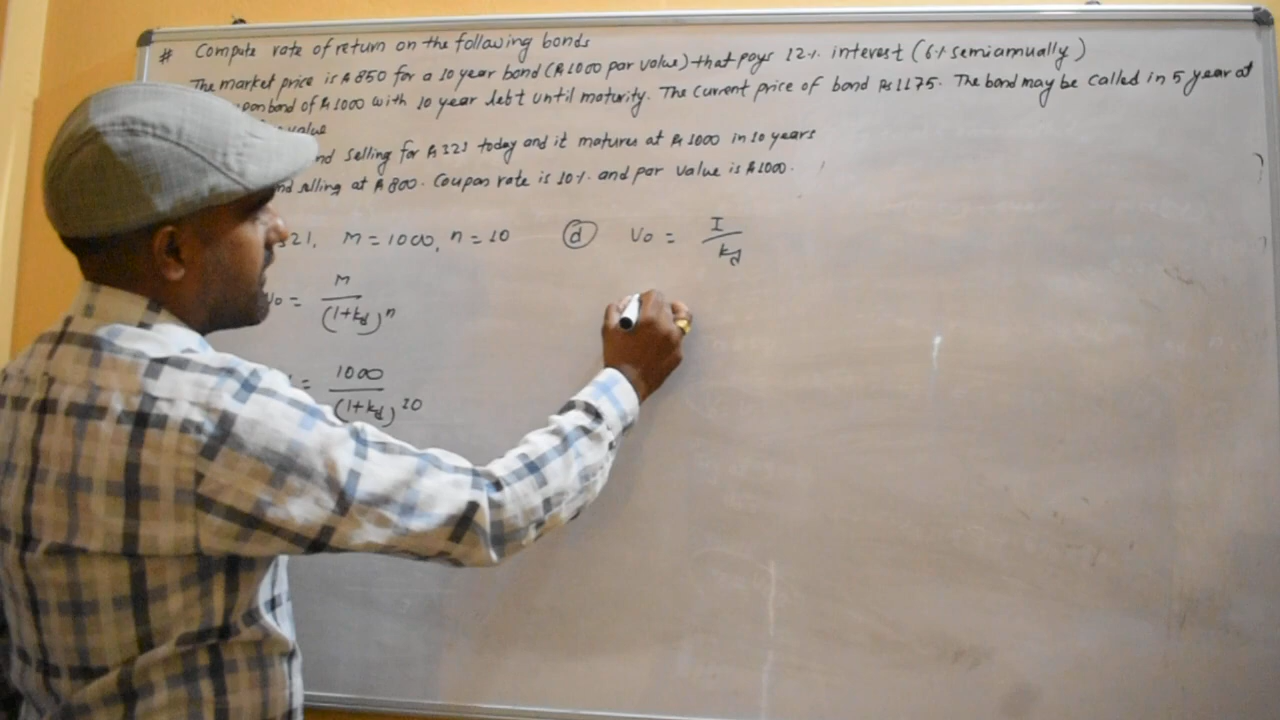 # Compute rate of return on the following bonds
The market price is Rs 850 for a 10 year bond (Rs 1000 par value) that pays 12% interest (6% semiannually)
pon bond of Rs 1000 with 10 year debt until maturity. The current price of bond Rs 1175. The bond may be called in 5 year at
value
nd selling for Rs 321 today and it matures at Rs 1000 in 10 years
nd selling at Rs 800. Coupon rate is 10% and par value is Rs 1000.
321, M = 1000, n = 10
V0 = M / (1+kd)^n
= 1000 / (1+kd)^10
(d) V0 = I / kd